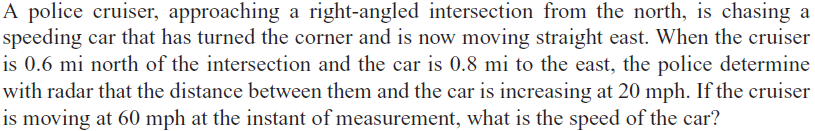 A police cruiser, approaching a right-angled intersection from the north, is chasing a
speeding car that has turned the corner and is now moving straight east. When the cruiser
is 0.6 mi north of the intersection and the car is 0.8 mi to the east, the police determine
with radar that the distance between them and the car is increasing at 20 mph. If the cruiser
is moving at 60 mph at the instant of measurement, what is the speed of the car?